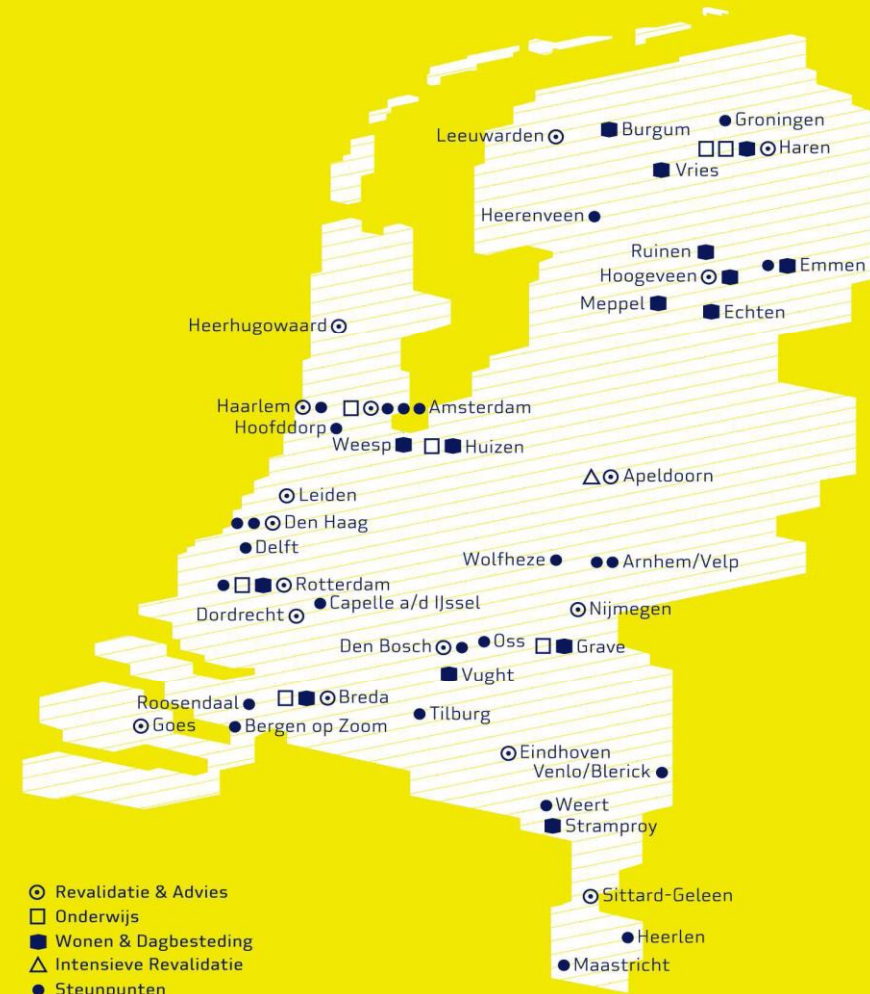 Groningen
Leeuwarden
Burgum
Haren
Vries
Heerenveen
Ruinen
Emmen
Hoogeveen
Meppel
Echten
Heerhugowaard
Haarlem
Amsterdam
Hoofddorp
Weesp
Huizen
Apeldoorn
Leiden
Den Haag
Delft
Wolfheze
Arnhem/Velp
Rotterdam
Capelle a/d IJssel
Nijmegen
Dordrecht
Den Bosch
Oss
Grave
Vught
Roosendaal
Breda
Tilburg
Goes
Bergen op Zoom
Eindhoven
Venlo/Blerick
Weert
Stramproy
Sittard-Geleen
Heerlen
Maastricht
Revalidatie & Advies
Onderwijs
Wonen & Dagbesteding
Intensieve Revalidatie
Steunpunten